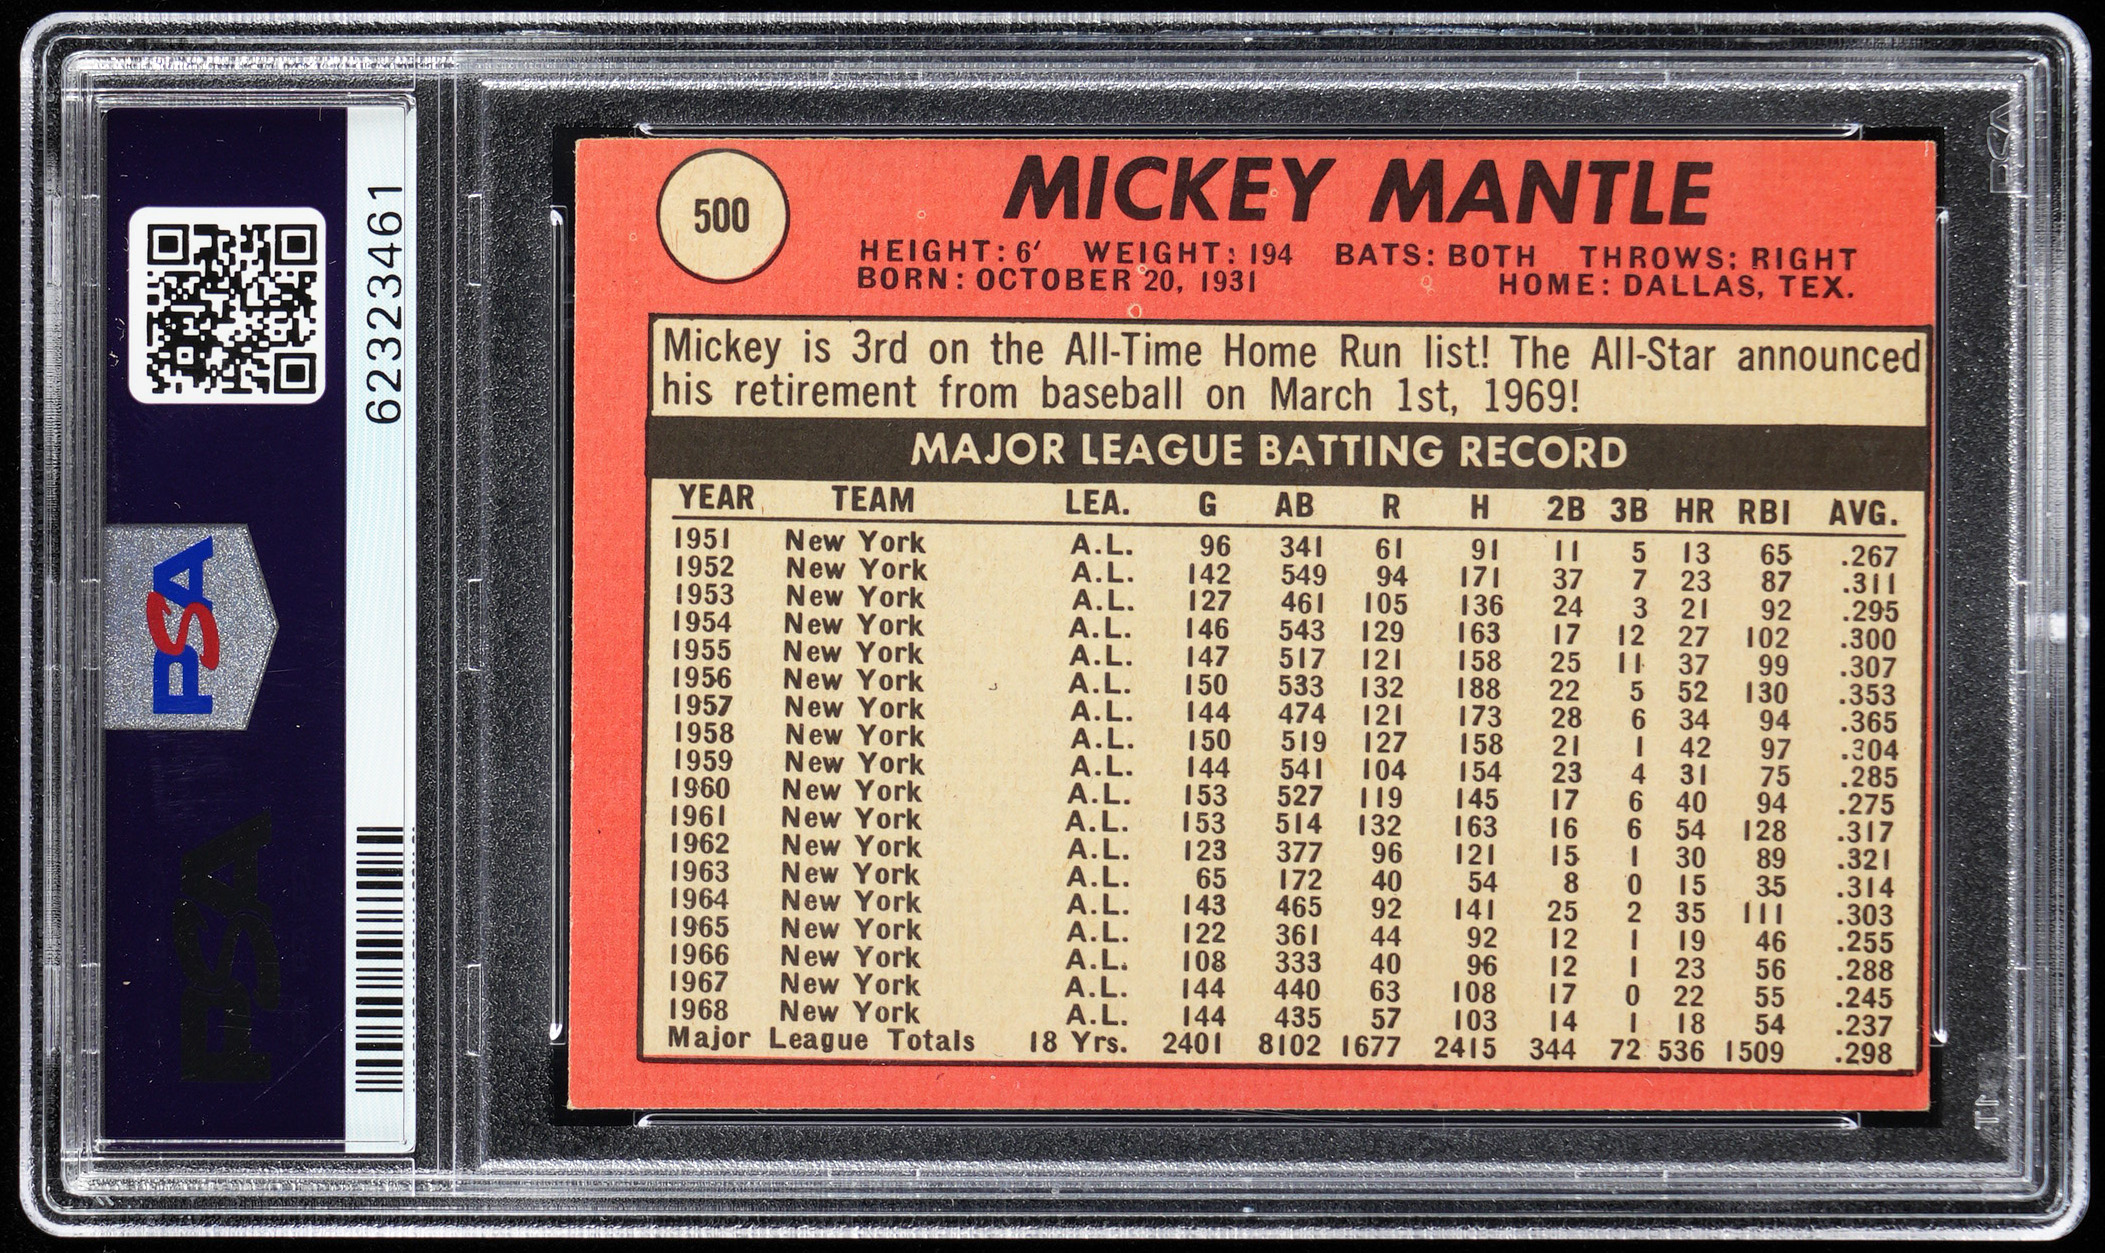 62323461
PSA
PSA
PSA
500
MICKEY MANTLE
HEIGHT: 6' WEIGHT: 194 BATS: BOTH THROWS: RIGHT
BORN: OCTOBER 20, 1931 HOME: DALLAS, TEX.
Mickey is 3rd on the All-Time Home Run list! The All-Star announced
his retirement from baseball on March 1st, 1969!
MAJOR LEAGUE BATTING RECORD
YEAR TEAM LEA. G AB R H 2B 3B HR RBI AVG.
1951 New York A.L. 96 341 61 91 11 5 13 65 .267
1952 New York A.L. 142 549 94 171 37 7 23 87 .311
1953 New York A.L. 127 461 105 136 24 3 21 92 .295
1954 New York A.L. 146 543 129 163 17 12 27 102 .300
1955 New York A.L. 147 517 121 158 25 11 37 99 .307
1956 New York A.L. 150 533 132 188 22 5 52 130 .353
1957 New York A.L. 144 474 121 173 28 6 34 94 .365
1958 New York A.L. 150 519 127 158 21 1 42 97 .304
1959 New York A.L. 144 541 104 154 23 4 31 75 .285
1960 New York A.L. 153 527 119 145 17 6 40 94 .275
1961 New York A.L. 153 514 132 163 16 6 54 128 .317
1962 New York A.L. 123 377 96 121 15 1 30 89 .321
1963 New York A.L. 65 172 40 54 8 0 15 35 .314
1964 New York A.L. 143 465 92 141 25 2 35 111 .303
1965 New York A.L. 122 361 44 92 12 1 19 46 .255
1966 New York A.L. 108 333 40 96 12 1 23 56 .288
1967 New York A.L. 144 440 63 108 17 0 22 55 .245
1968 New York A.L. 144 435 57 103 14 1 18 54 .237
Major League Totals 18 Yrs. 2401 8102 1677 2415 344 72 536 1509 .298